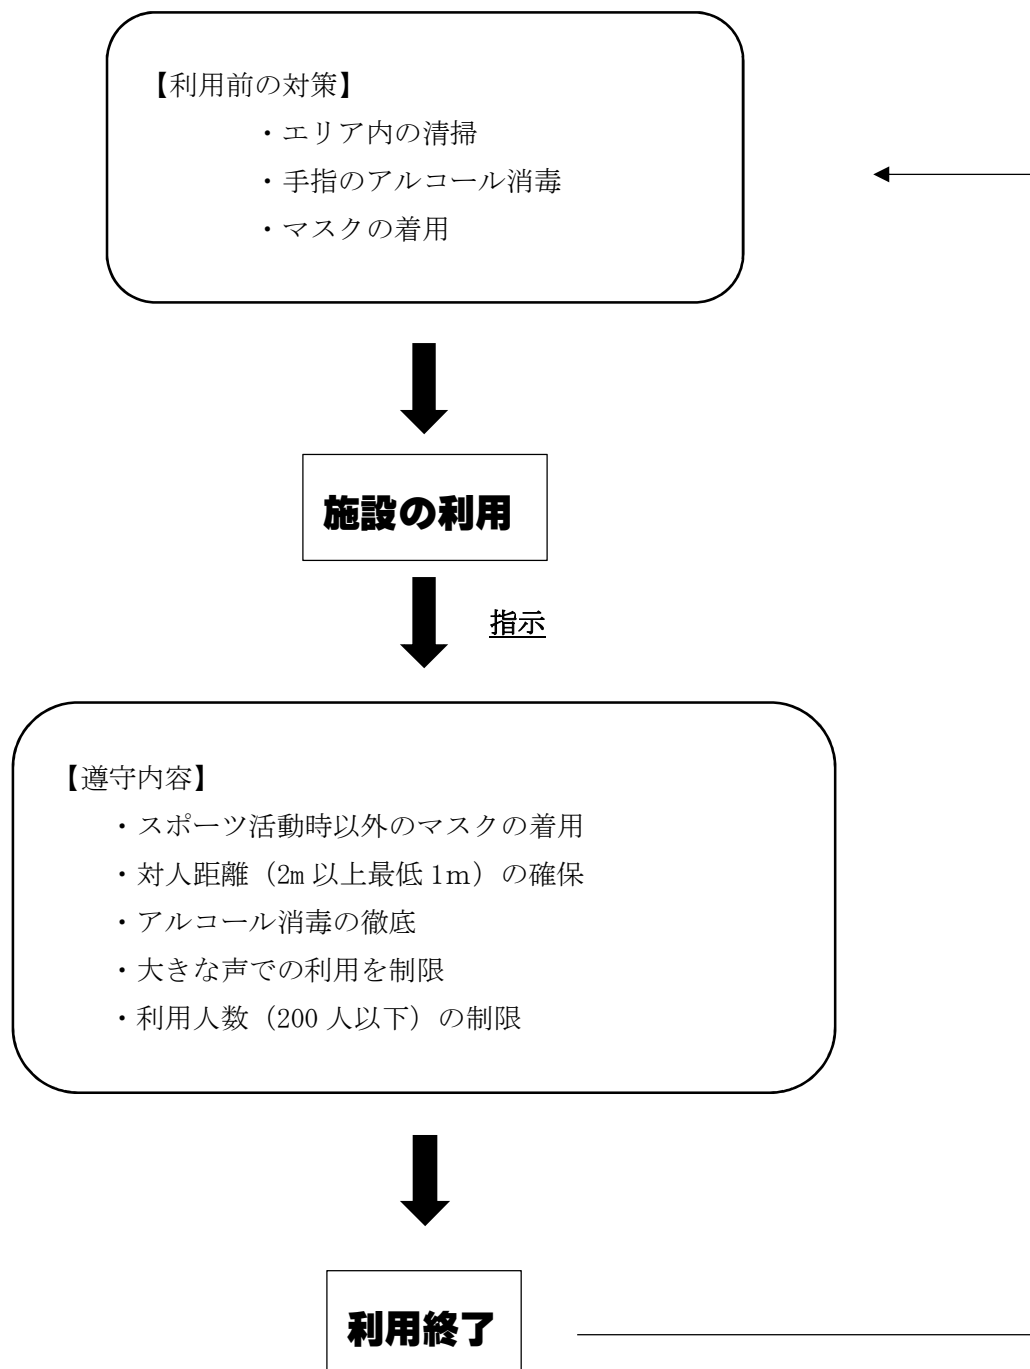 【利用前の対策】
・エリア内の清掃
・手指のアルコール消毒
・マスクの着用
施設の利用
指示
【遵守内容】
・スポーツ活動時以外のマスクの着用
・対人距離（2m 以上最低 1ｍ）の確保
・アルコール消毒の徹底
・大きな声での利用を制限
・利用人数（200 人以下）の制限
利用終了